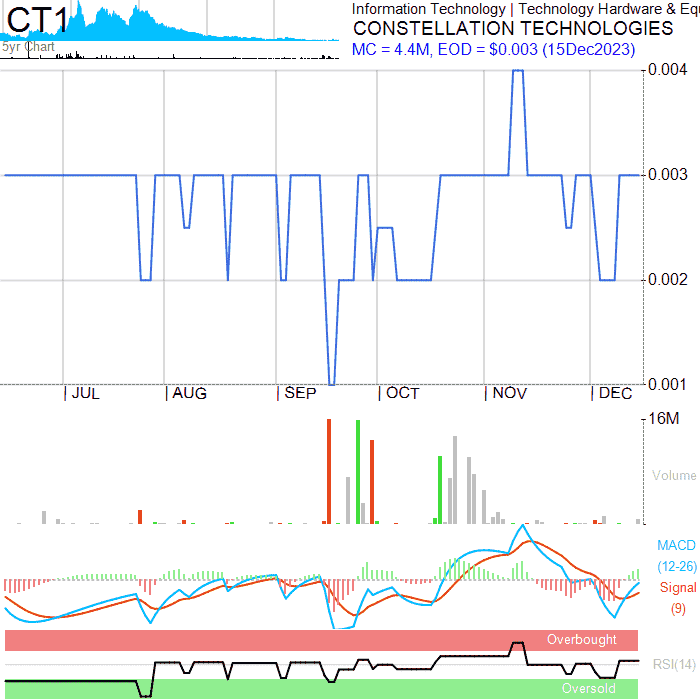 CT1
5yr Chart
Information Technology | Technology Hardware & Equ
CONSTELLATION TECHNOLOGIES
MC = 4.4M, EOD = $0.003 (15Dec2023)
0.004
0.003
0.002
0.001
| JUL | AUG | SEP | OCT | NOV | DEC
16M
Volume
MACD
(12-26)
Signal
(9)
Overbought
RSI(14)
Oversold